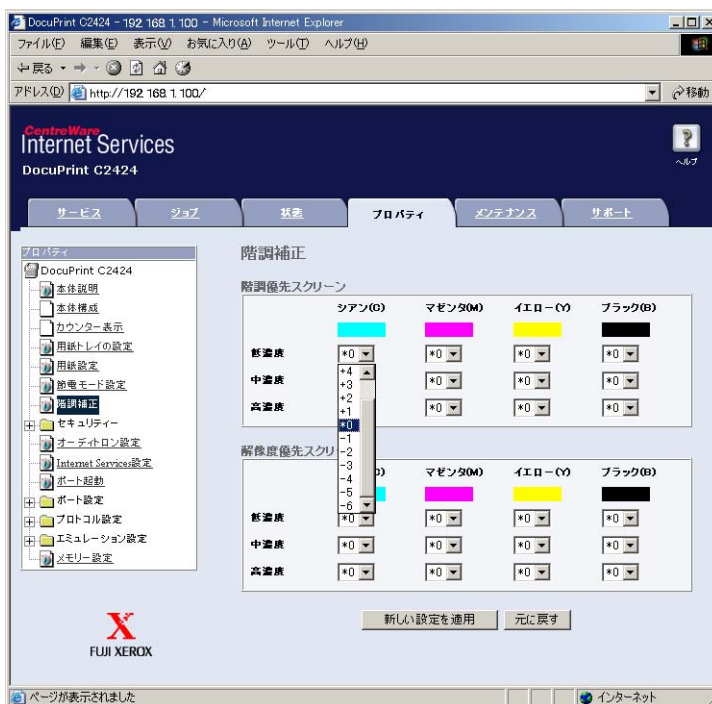 DocuPrint C2424 - 192.168.1.100 - Microsoft Internet Explorer
ファイル(F) 編集(E) 表示(V) お気に入り(A) ツール(T) ヘルプ(H)
戻る
アドレス(D) http://192.168.1.100/ 移動
CentreWare
Internet Services
DocuPrint C2424
ヘルプ
サービス ジョブ 状態 プロパティ メンテナンス サポート
プロパティ
DocuPrint C2424
本体説明
本体構成
カウンター表示
用紙トレイの設定
用紙設定
節電モード設定
階調補正
セキュリティー
オーディトロン設定
Internet Services設定
ポート起動
ポート設定
プロトコル設定
エミュレーション設定
メモリー設定
FUJI XEROX
階調補正
階調優先スクリーン
シアン(C) マゼンタ(M) イエロー(Y) ブラック(B)
低濃度 *0 *0 *0 *0
中濃度 *0 *0 *0
高濃度 *0 *0 *0
+4
+3
+2
+1
*0
-1
-2
-3
-4
-5
-6
解像度優先スクリ
マゼンタ(M) イエロー(Y) ブラック(B)
低濃度 *0 *0 *0 *0
中濃度 *0 *0 *0 *0
高濃度 *0 *0 *0 *0
新しい設定を適用 元に戻す
ページが表示されました インターネット